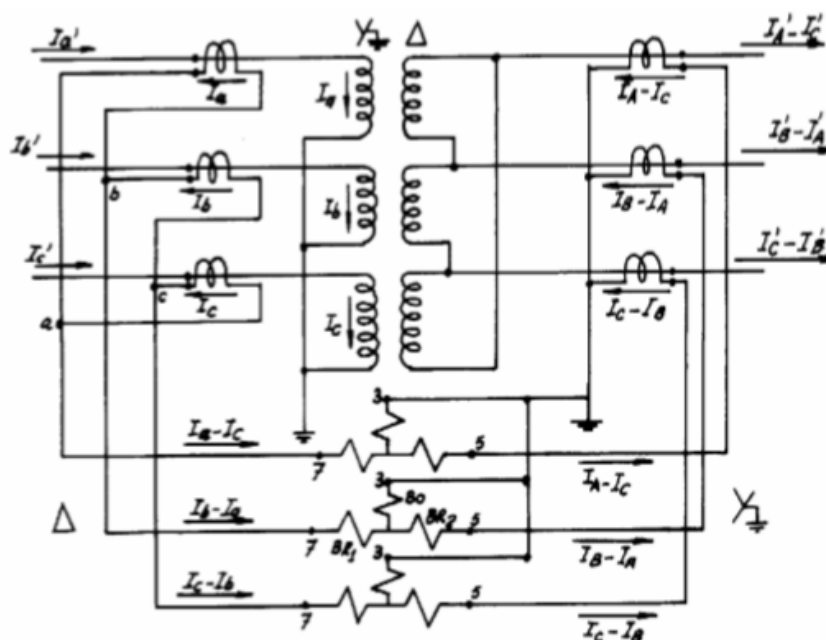 Ia' Y Δ IA'-IC'
Ia Ia IA-IC
Ib' IB'-IA'
b Ib Ib IB-IA
Ic' IC'-IB'
c Ic Ic IC-IB
a
3
Ia-Ic 7 5 IA-IC
3
Δ Ib-Ia 7 BR1 BO BR2 5 IB-IA Y
3
Ic-Ib 7 5 IC-IB